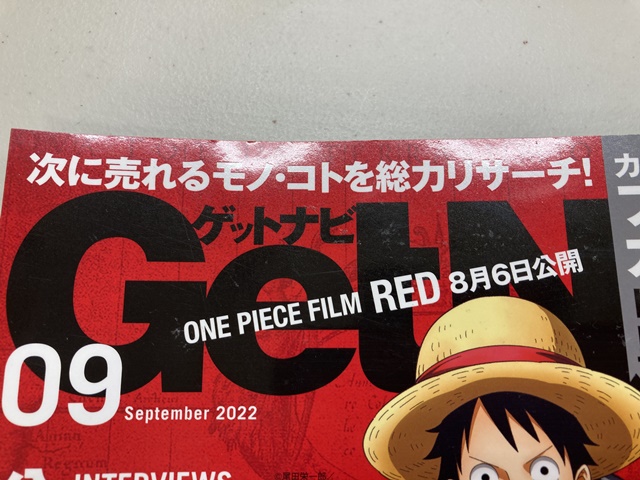 次に売れるモノ・コトを総力リサーチ!
ゲットナビ
GetN
ONE PIECE FILM RED 8月6日公開
09
September 2022
INTERVIEWS